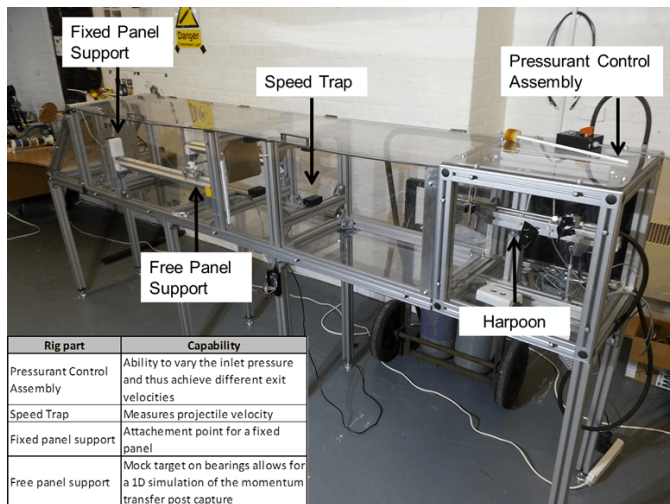 Fixed Panel
Support
Danger
Speed Trap
Pressurant Control
Assembly
Free Panel
Support
Harpoon
Rig part Capability
Pressurant Control
Assembly
Ability to vary the inlet pressure
and thus achieve different exit
velocities
Speed Trap Measures projectile velocity
Fixed panel support
Attachement point for a fixed
panel
Free panel support
Mock target on bearings allows for
a 1D simulation of the momentum
transfer post capture